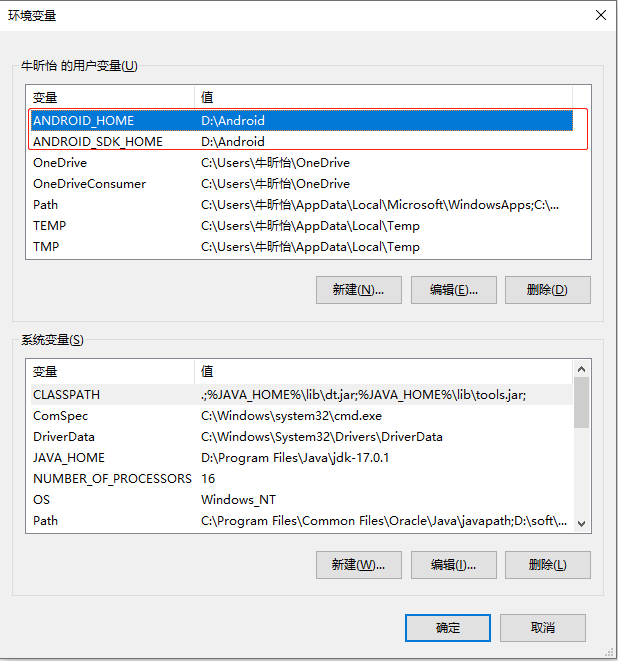 环境变量
牛昕怡 的用户变量(U)
变量 值
ANDROID_HOME D:\Android
ANDROID_SDK_HOME D:\Android
OneDrive C:\Users\牛昕怡\OneDrive
OneDriveConsumer C:\Users\牛昕怡\OneDrive
Path C:\Users\牛昕怡\AppData\Local\Microsoft\WindowsApps;C:\...
TEMP C:\Users\牛昕怡\AppData\Local\Temp
TMP C:\Users\牛昕怡\AppData\Local\Temp
新建(N)... 编辑(E)... 删除(D)
系统变量(S)
变量 值
CLASSPATH .;%JAVA_HOME%\lib\dt.jar;%JAVA_HOME%\lib\tools.jar;
ComSpec C:\Windows\system32\cmd.exe
DriverData C:\Windows\System32\Drivers\DriverData
JAVA_HOME D:\Program Files\Java\jdk-17.0.1
NUMBER_OF_PROCESSORS 16
OS Windows_NT
Path C:\Program Files\Common Files\Oracle\Java\javapath;D:\soft\...
新建(W)... 编辑(I)... 删除(L)
确定 取消